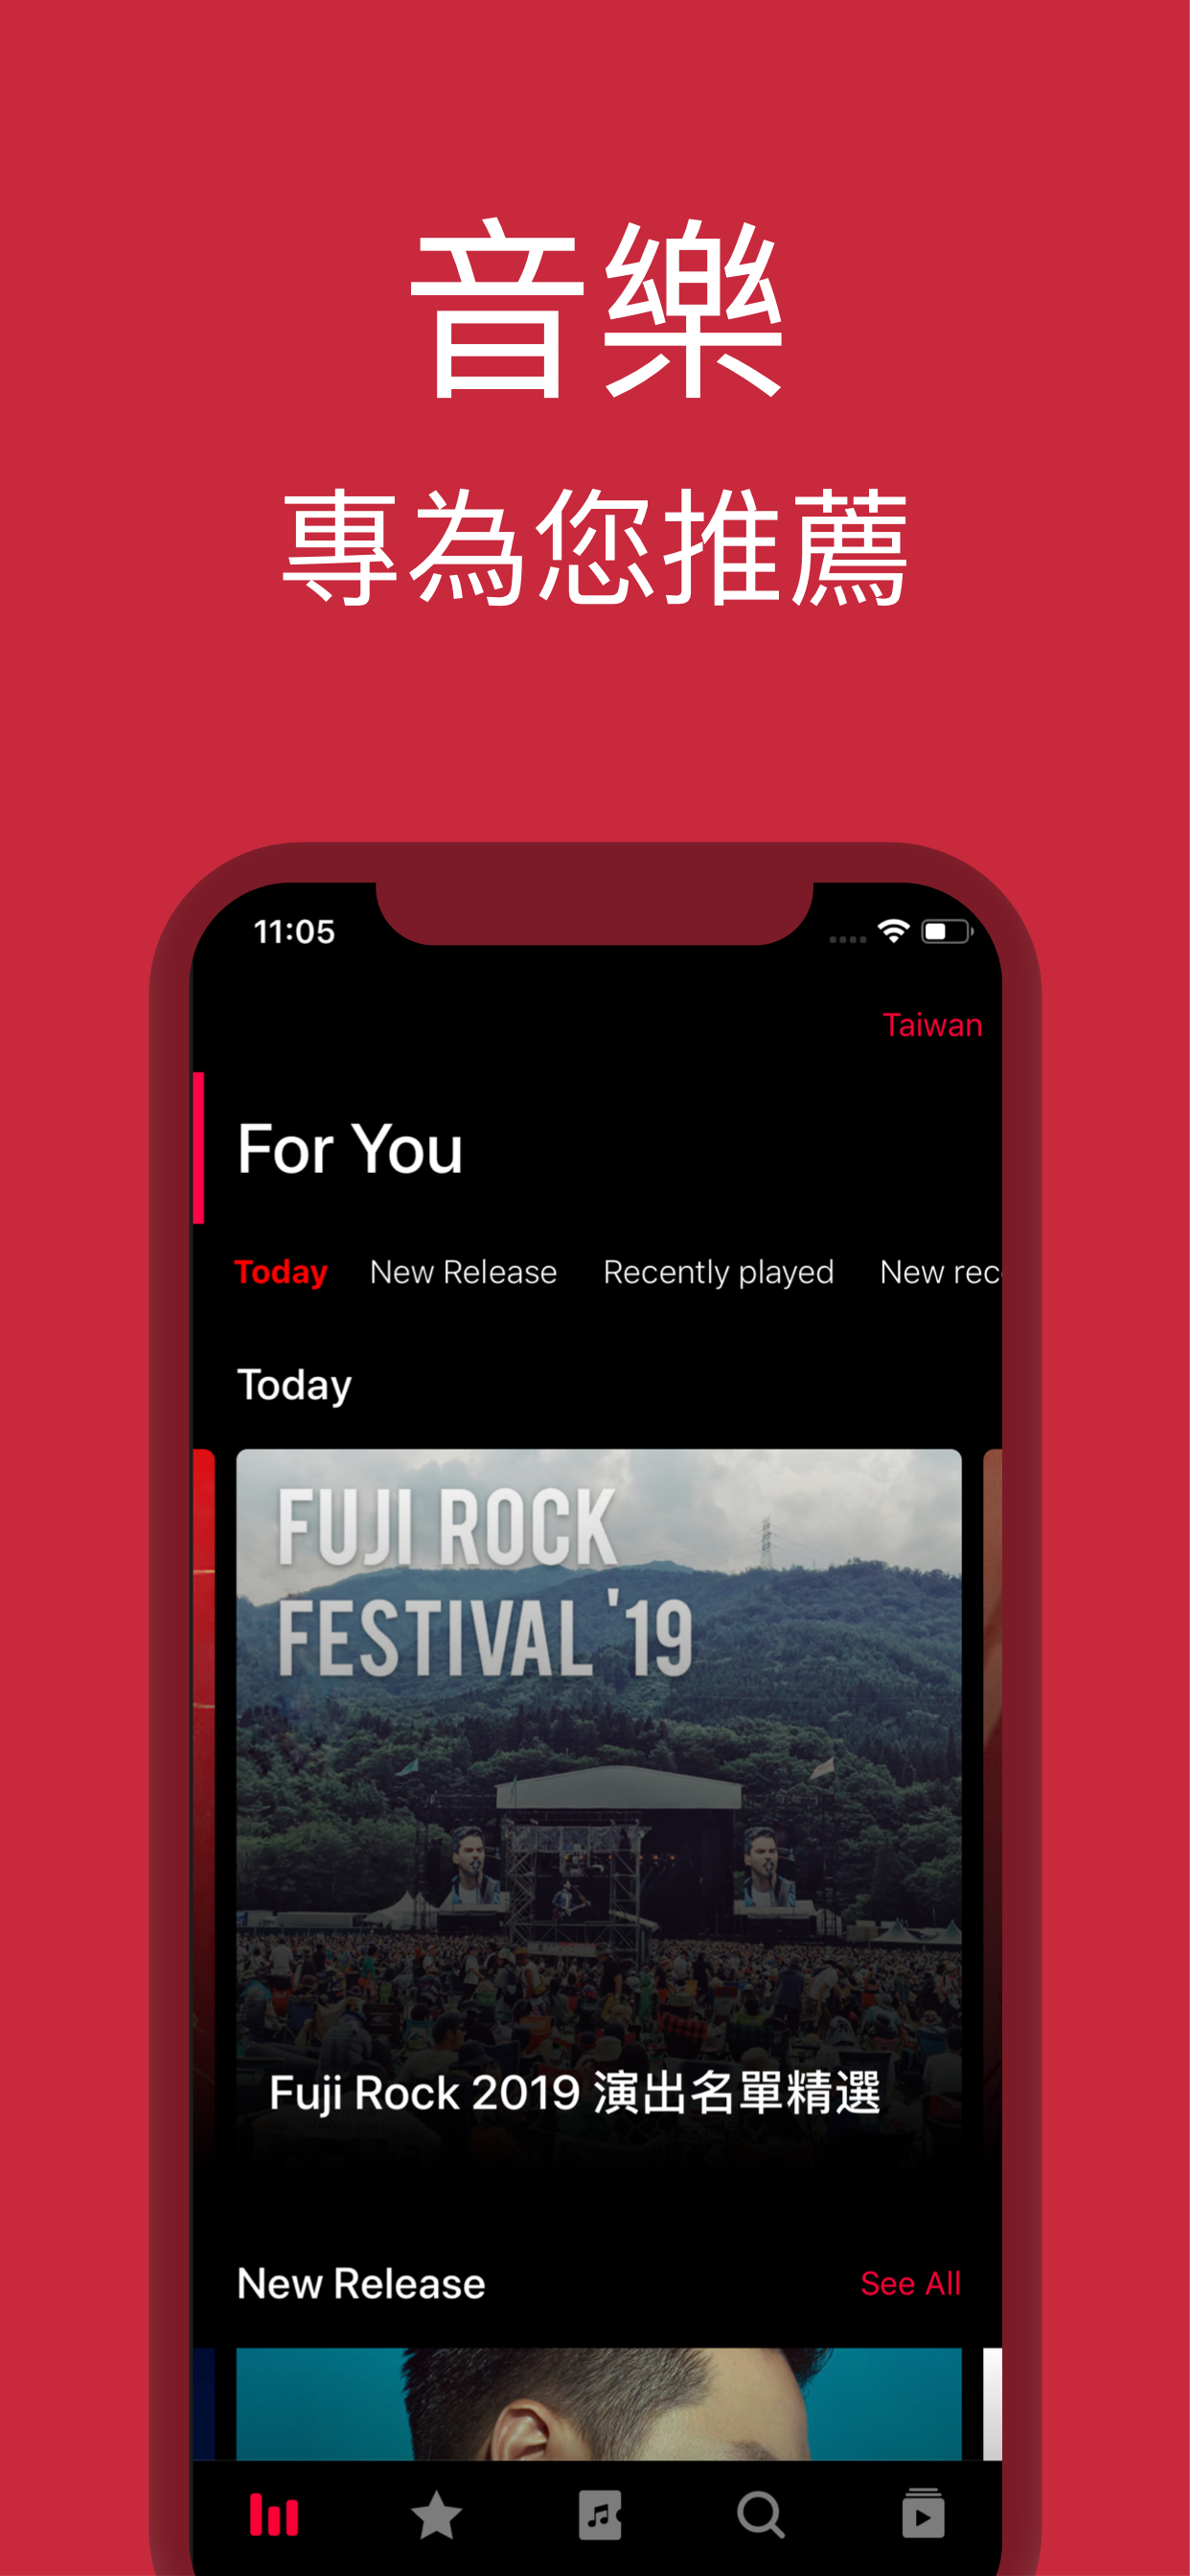 音樂
專為您推薦
11:05
Taiwan
For You
Today New Release Recently played New rec
Today
FUJI ROCK
FESTIVAL '19
Fuji Rock 2019 演出名單精選
New Release See All